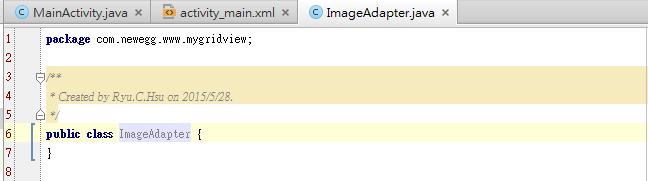 MainActivity.java × activity_main.xml × ImageAdapter.java ×
1 package com.newegg.www.mygridview;
2
3 /**
4 * Created by Ryu.C.Hsu on 2015/5/28.
5 */
6 public class ImageAdapter {
7 }
8